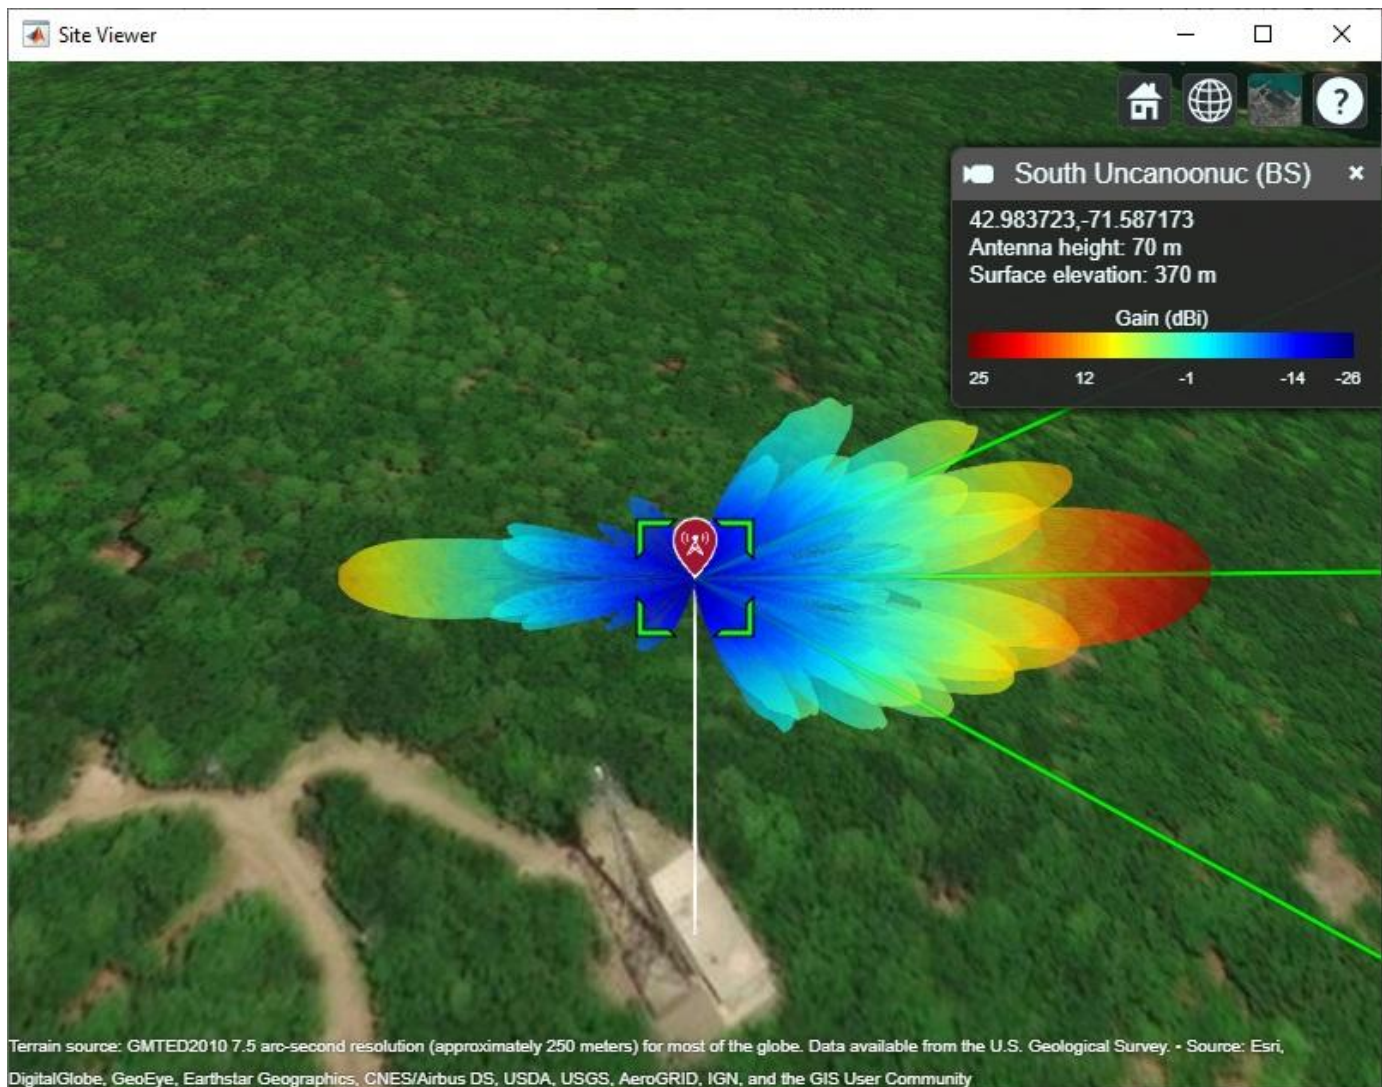 Site Viewer
?
South Uncanoonuc (BS)
42.983723,-71.587173
Antenna height: 70 m
Surface elevation: 370 m
Gain (dBi)
25 12 -1 -14 -26
Terrain source: GMTED2010 7.5 arc-second resolution (approximately 250 meters) for most of the globe. Data available from the U.S. Geological Survey. • Source: Esri,
DigitalGlobe, GeoEye, Earthstar Geographics, CNES/Airbus DS, USDA, USGS, AeroGRID, IGN, and the GIS User Community